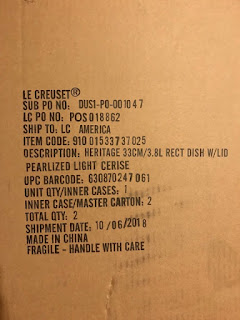 LE CREUSET®
SUB PO NO: DUS1-PO-001047
LC PO NO: POS018862
SHIP TO: LC AMERICA
ITEM CODE: 910 01533737025
DESCRIPTION: HERITAGE 33CM/3.8L RECT DISH W/LID
PEARLIZED LIGHT CERISE
UPC BARCODE: 630870247061
UNIT QTY/INNER CASES: 1
INNER CASE/MASTER CARTON: 2
TOTAL QTY: 2
SHIPMENT DATE: 10/06/2018
MADE IN CHINA
FRAGILE - HANDLE WITH CARE